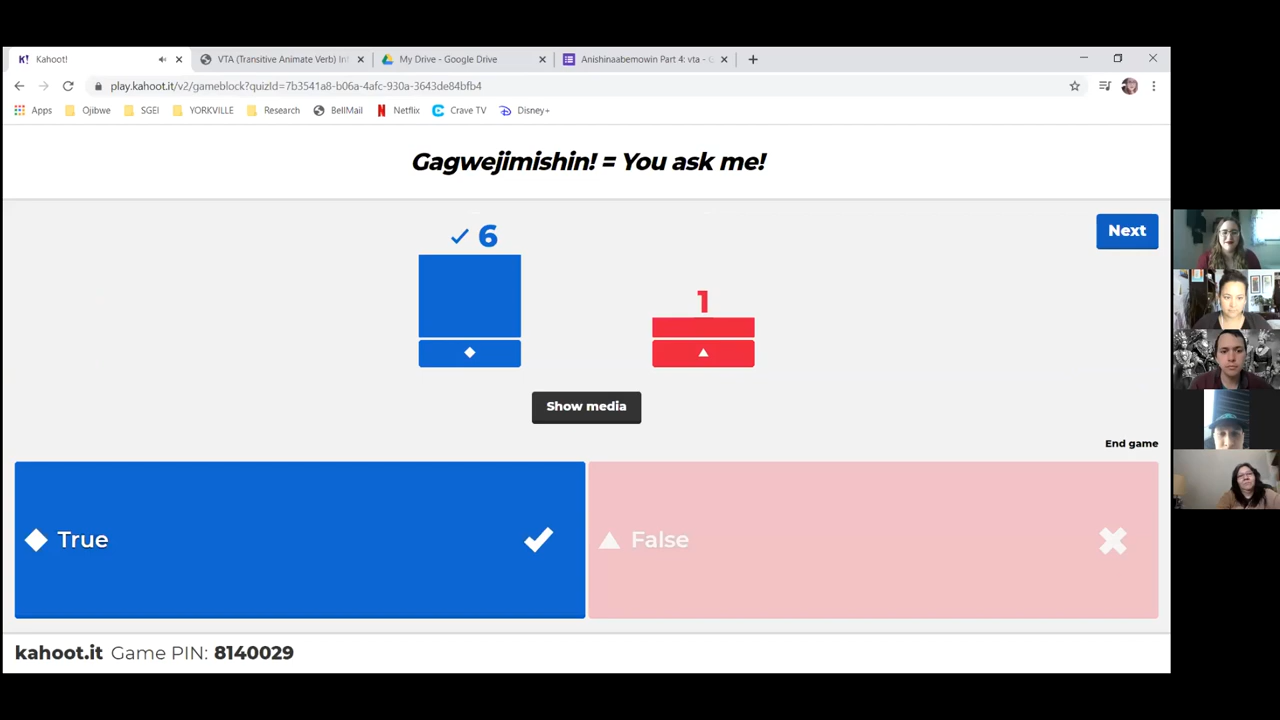 K! Kahoot!
VTA (Transitive Animate Verb) Int
My Drive - Google Drive
Anishinaabemowin Part 4: vta - G
play.kahoot.it/v2/gameblock?quizId=7b3541a8-b06a-4afc-930a-3643de84bfb4
Apps Ojibwe SGEI YORKVILLE Research BellMail Netflix Crave TV Disney+
Gagwejimishin! = You ask me!
Next
6
1
Show media
End game
True
False
kahoot.it Game PIN: 8140029